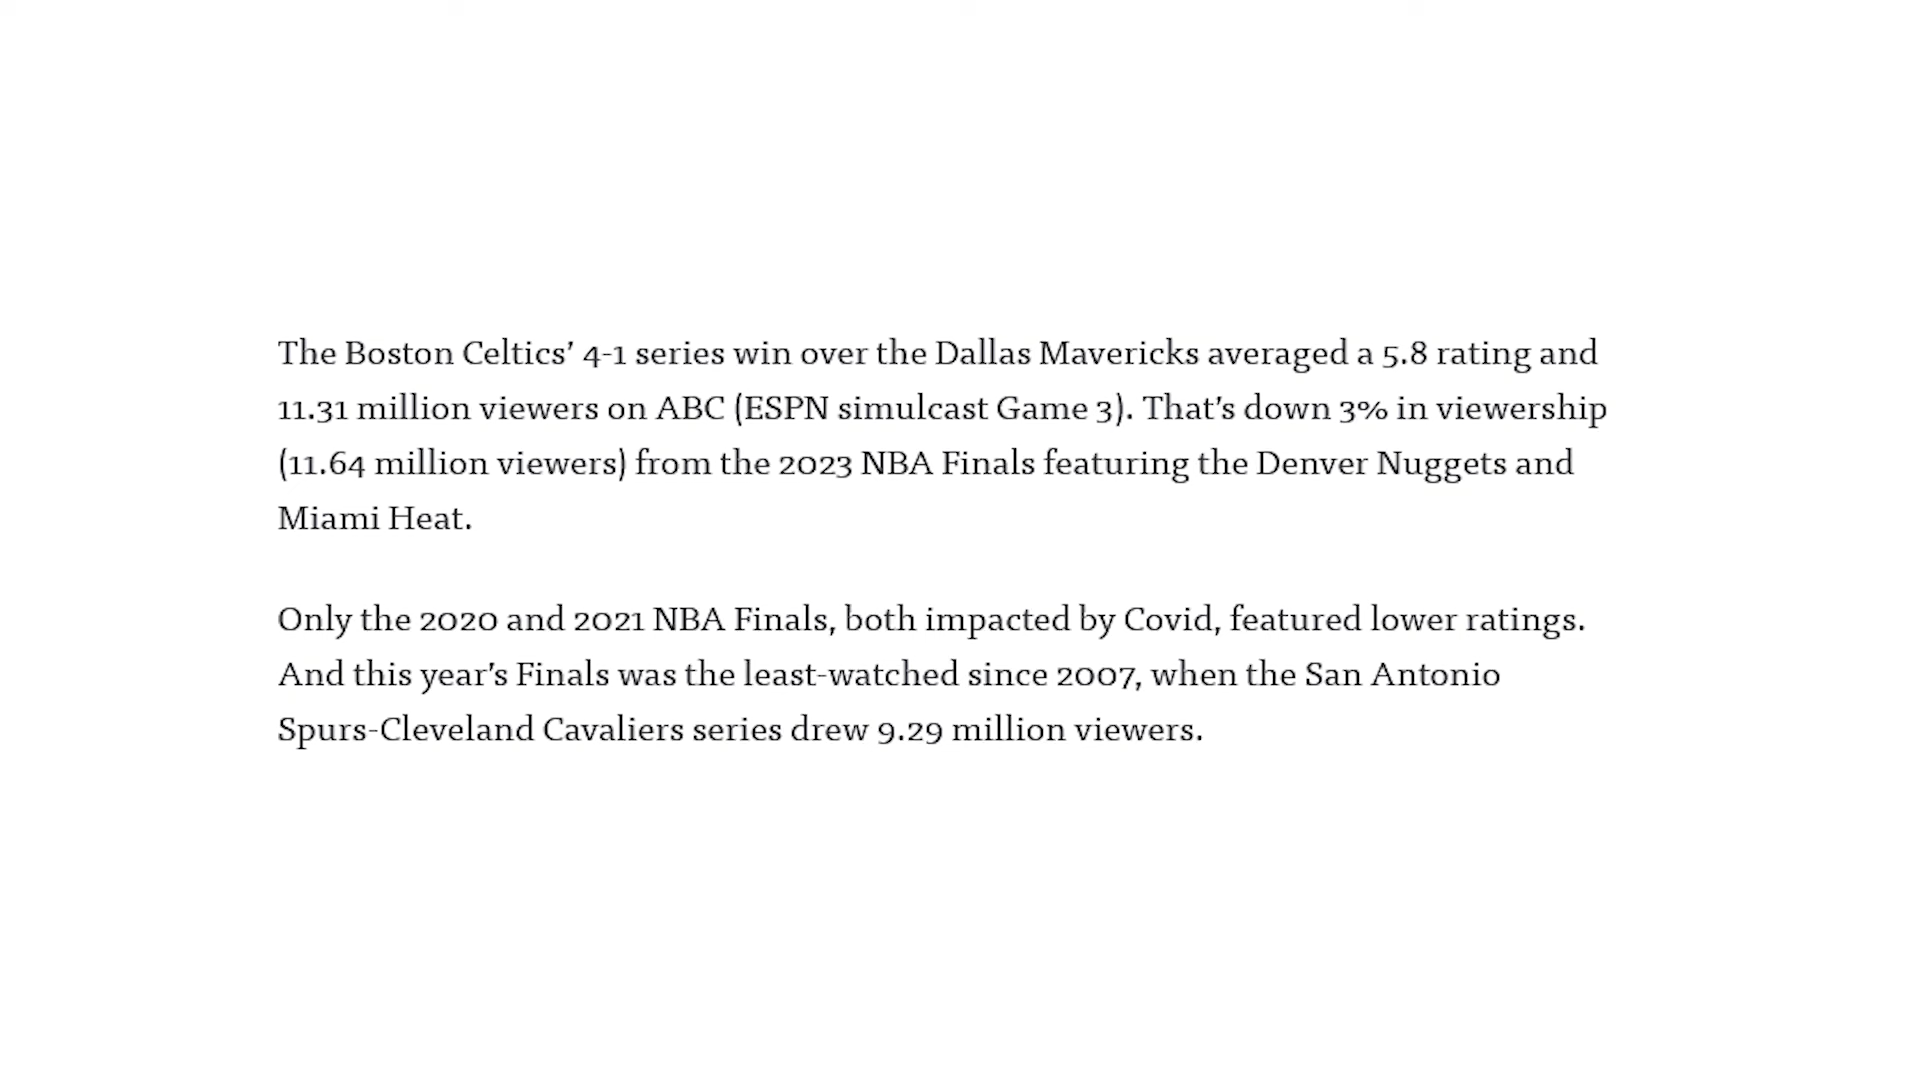 The Boston Celtics’ 4-1 series win over the Dallas Mavericks averaged a 5.8 rating and
11.31 million viewers on ABC (ESPN simulcast Game 3). That’s down 3% in viewership
(11.64 million viewers) from the 2023 NBA Finals featuring the Denver Nuggets and
Miami Heat.
Only the 2020 and 2021 NBA Finals, both impacted by Covid, featured lower ratings.
And this year’s Finals was the least-watched since 2007, when the San Antonio
Spurs-Cleveland Cavaliers series drew 9.29 million viewers.